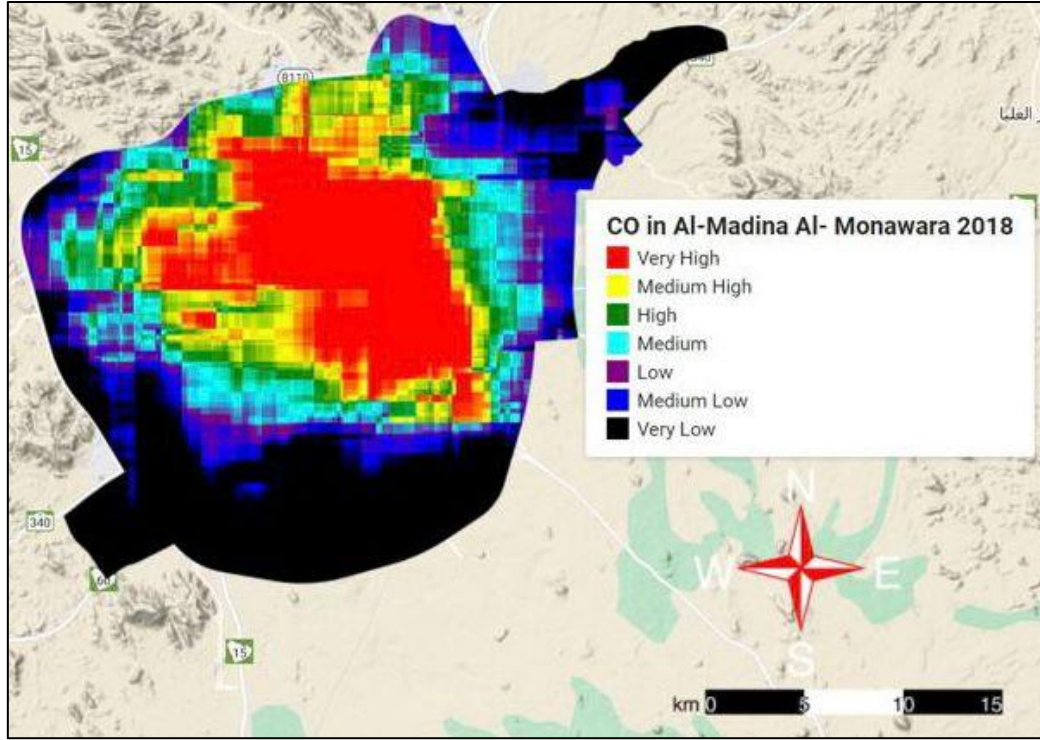 8110
340
15
العليا
CO in Al-Madina Al- Monawara 2018
Very High
Medium High
High
Medium
Low
Medium Low
Very Low
N
340
W
E
60
S
15
L
km 0 5 10 15